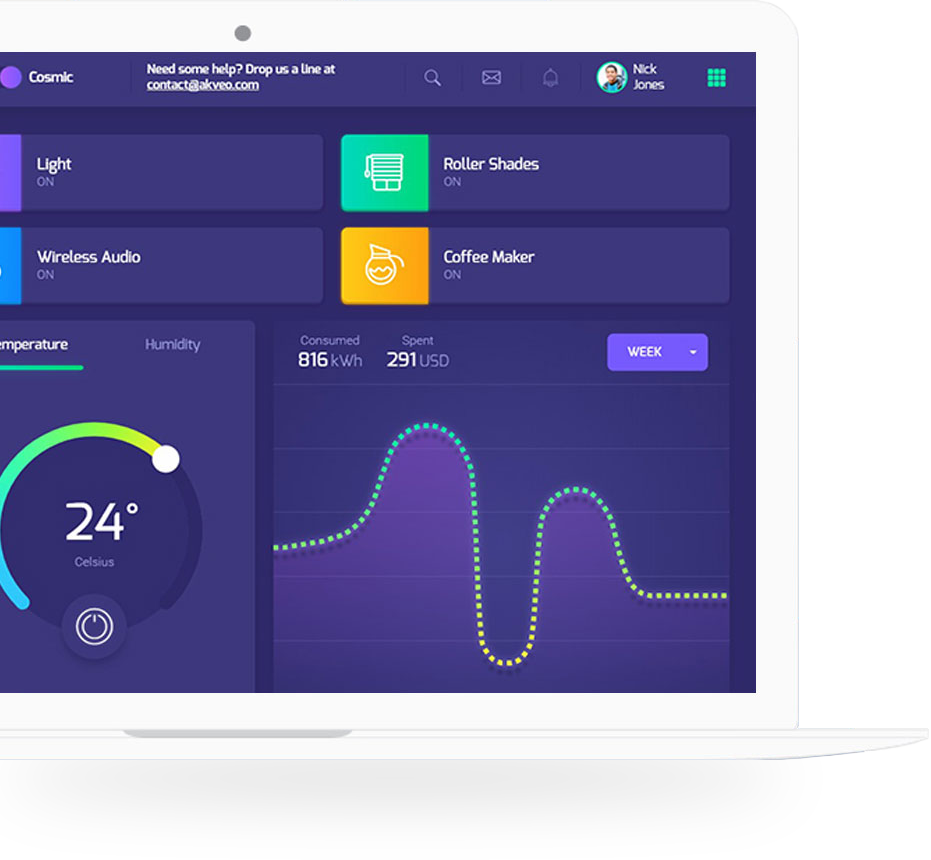 Cosmic
Need some help? Drop us a line at
contact@akveo.com
Nick
Jones
Light
ON
Roller Shades
ON
Wireless Audio
ON
Coffee Maker
ON
emperature
Humidity
Consumed
816 kWh
Spent
291 USD
WEEK
24°
Celsius